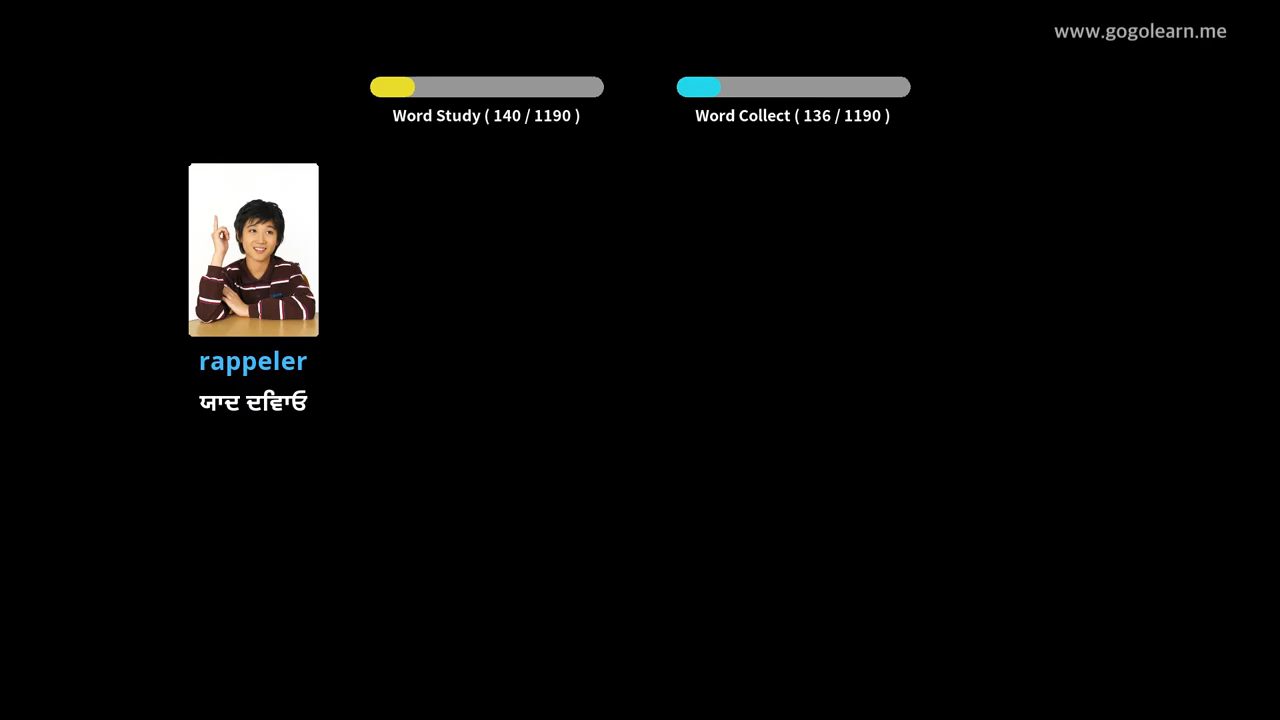 www.gogolearn.me
Word Study ( 140 / 1190 )
Word Collect ( 136 / 1190 )
rappeler
ਯਾਦ ਦਵਿਾਓ